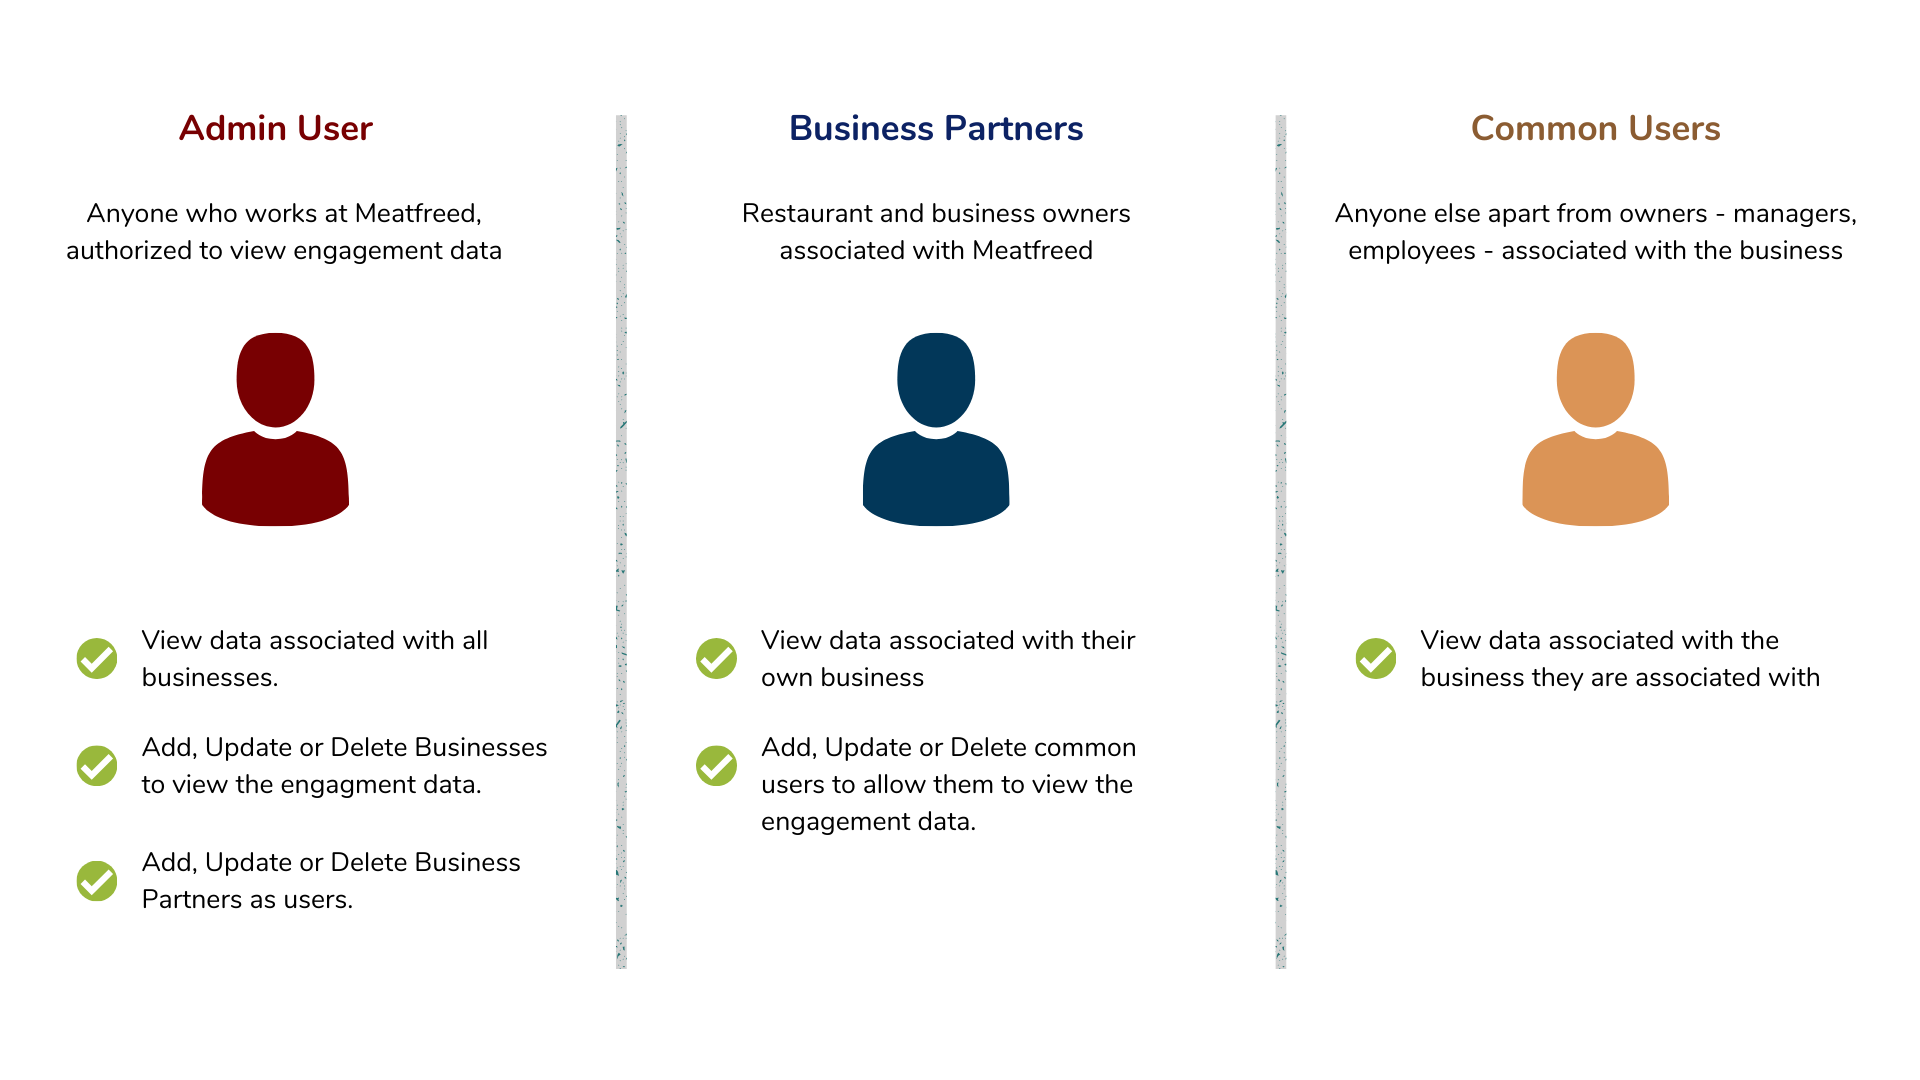 Admin User
Anyone who works at Meatfreed,
authorized to view engagement data
View data associated with all
businesses.
Add, Update or Delete Businesses
to view the engagment data.
Add, Update or Delete Business
Partners as users.
Business Partners
Restaurant and business owners
associated with Meatfreed
View data associated with their
own business
Add, Update or Delete common
users to allow them to view the
engagement data.
Common Users
Anyone else apart from owners - managers,
employees - associated with the business
View data associated with the
business they are associated with